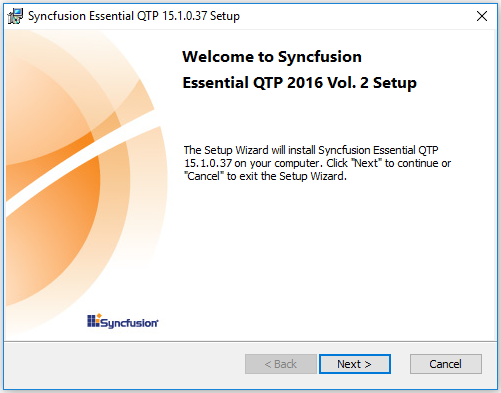 Syncfusion Essential QTP 15.1.0.37 Setup
Welcome to Syncfusion
Essential QTP 2016 Vol. 2 Setup
The Setup Wizard will install Syncfusion Essential QTP
15.1.0.37 on your computer. Click "Next" to continue or
"Cancel" to exit the Setup Wizard.
Syncfusion®
< Back
Next >
Cancel